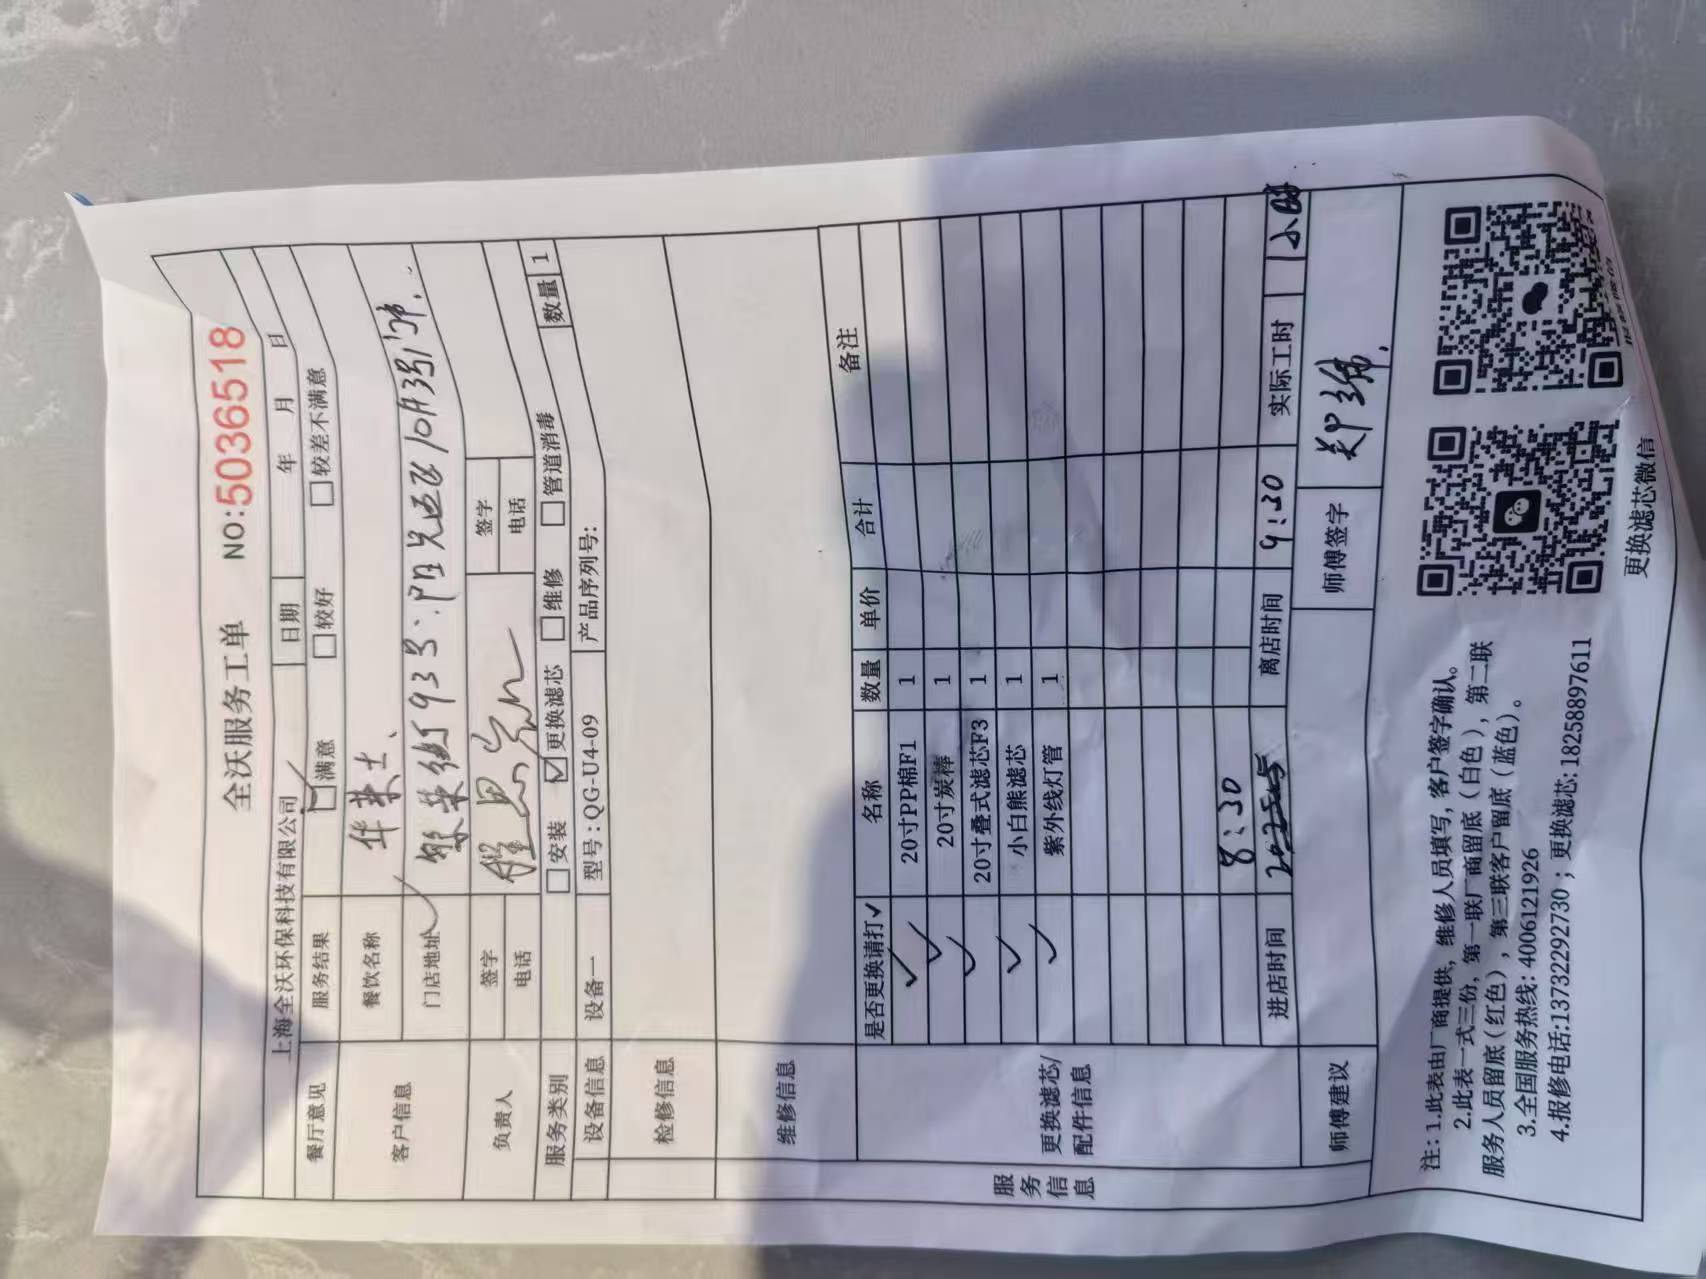 全沃服务工单 NO:5036518
上海全沃环保科技有限公司 日期 年 月 日
餐厅意见 服务结果 满意 较好 较差不满意
客户信息 餐饮名称 华莱士、
门店地址 93号
负责人 签字 签字
电话 电话
服务类别 安装 更换滤芯 维修 管道消毒
设备信息 设备一 型号:QG-U4-09 产品序列号: 数量 1
检修信息
维修信息
服务信息
更换滤芯/配件信息
是否更换请打✓ 名称 数量 单价 合计 备注
✓ 20寸PP棉F1 1
✓ 20寸炭棒 1
✓ 20寸叠式滤芯F3 1
✓ 小白熊滤芯 1
✓ 紫外线灯管 1
8:30
进店时间 离店时间 9:30 实际工时 1小时
师傅建议 师傅签字
注:1.此表由厂商提供,维修人员填写,客户签字确认。
2.此表一式三份,第一联厂商留底(白色),第二联
服务人员留底(红色),第三联客户留底(蓝色)。
3.全国服务热线:4006121926
4.报修电话:13732292730;更换滤芯:18258897611
更换滤芯微信